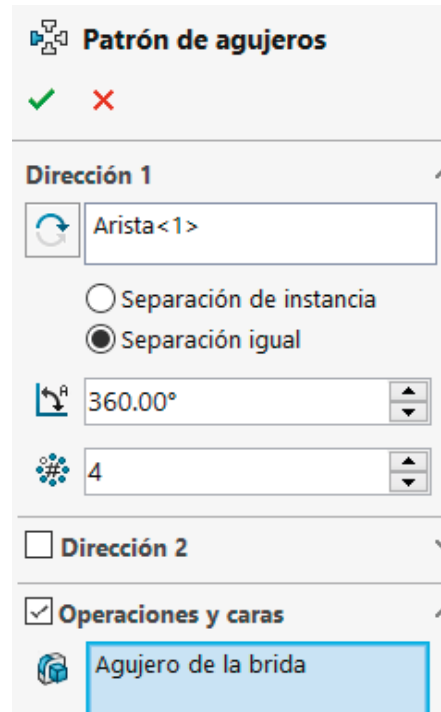 Patrón de agujeros
Dirección 1
Arista<1>
Separación de instancia
Separación igual
360.00°
4
Dirección 2
Operaciones y caras
Agujero de la brida